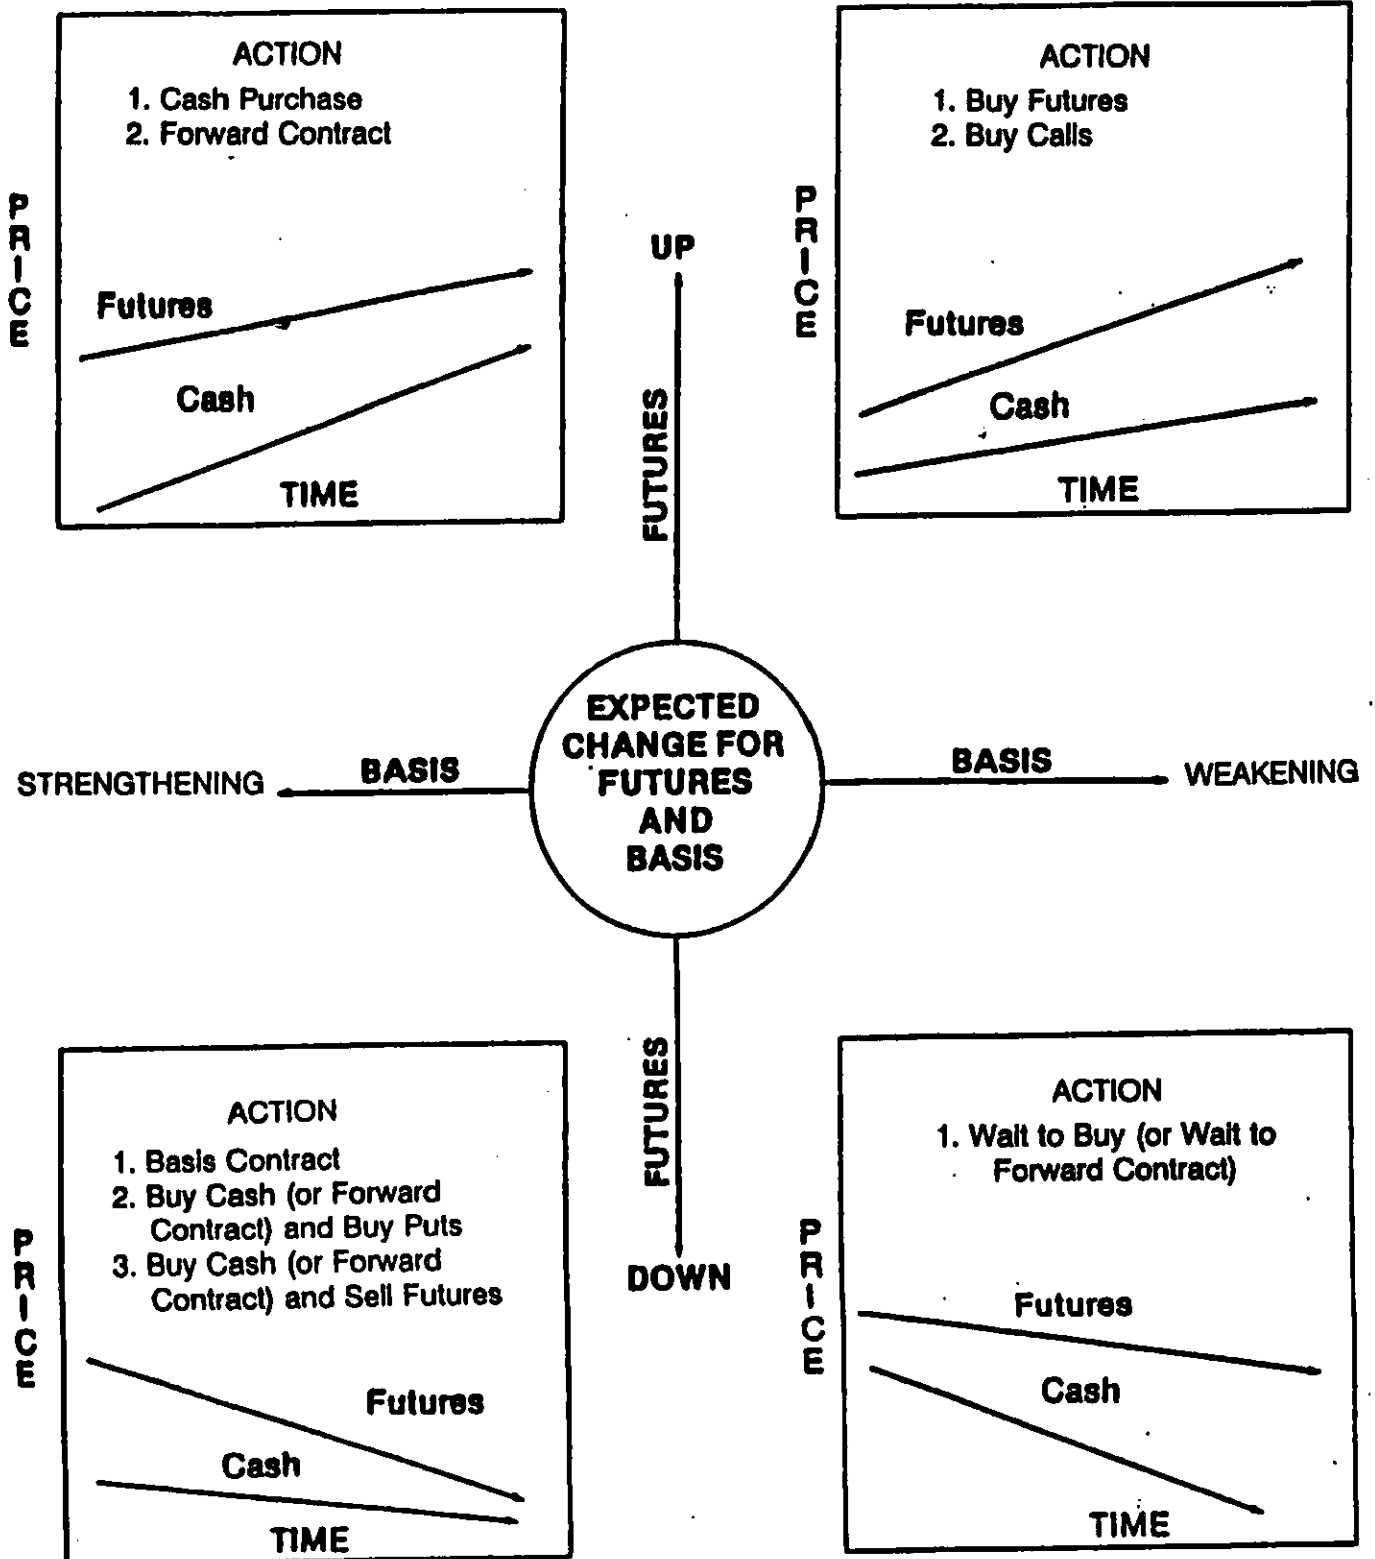 ACTION
1. Cash Purchase
2. Forward Contract
PRICE
Futures
Cash
TIME
ACTION
1. Buy Futures
2. Buy Calls
PRICE
Futures
Cash
TIME
UP
FUTURES
STRENGTHENING
BASIS
EXPECTED
CHANGE FOR
FUTURES
AND
BASIS
BASIS
WEAKENING
FUTURES
DOWN
ACTION
1. Basis Contract
2. Buy Cash (or Forward
Contract) and Buy Puts
3. Buy Cash (or Forward
Contract) and Sell Futures
PRICE
Futures
Cash
TIME
ACTION
1. Wait to Buy (or Wait to
Forward Contract)
PRICE
Futures
Cash
TIME